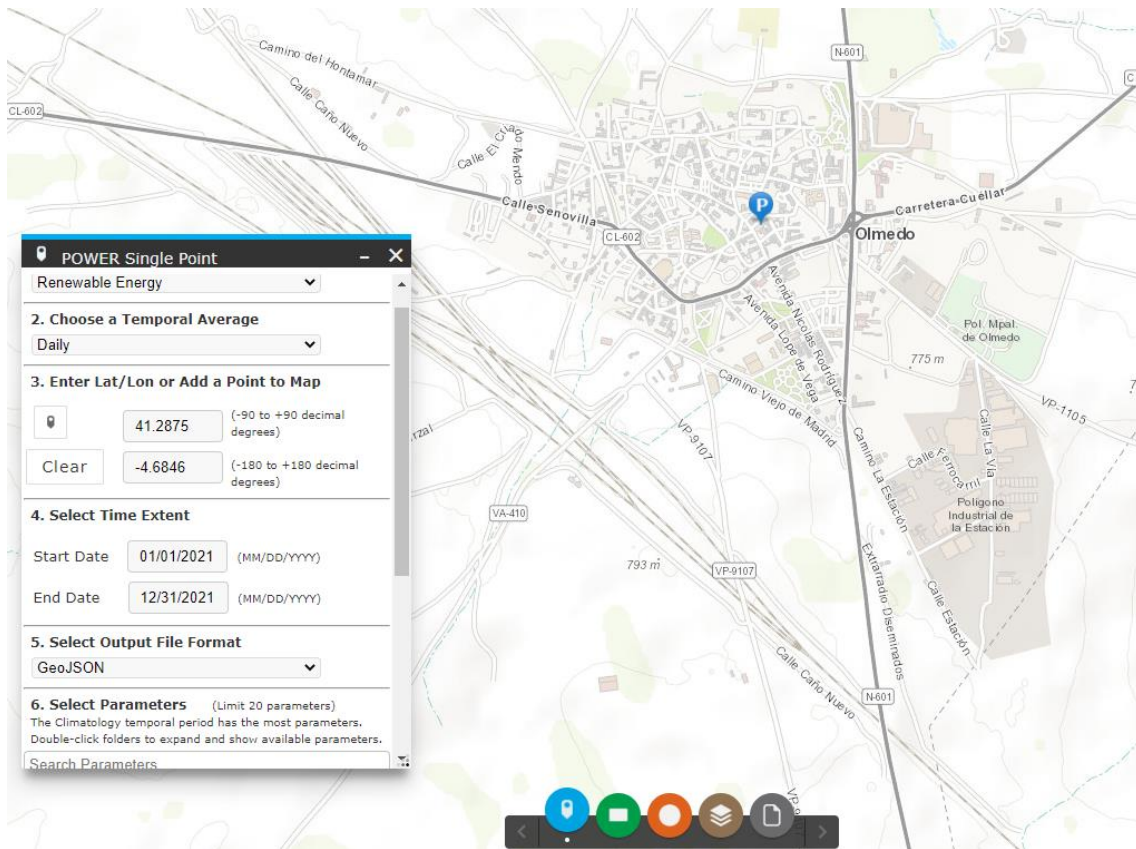 POWER Single Point
Renewable Energy
2. Choose a Temporal Average
Daily
3. Enter Lat/Lon or Add a Point to Map
41.2875
(-90 to +90 decimal
degrees)
Clear
-4.6846
(-180 to +180 decimal
degrees)
4. Select Time Extent
Start Date
01/01/2021
(MM/DD/YYYY)
End Date
12/31/2021
(MM/DD/YYYY)
5. Select Output File Format
GeoJSON
6. Select Parameters
(Limit 20 parameters)
The Climatology temporal period has the most parameters.
Double-click folders to expand and show available parameters.
Search Parameters
Camino del Hontamar
Calle Caño Nuevo
CL-602
Calle El Criado Mendo
Calle Senovilla
CL-602
N-601
P
Carretera-Cuéllar
Olmedo
Avenida Nicolas Rodríguez
Avenida Lope de Vega
Camino Viejo de Madrid
Pol. Mpal.
de Olmedo
775 m
VP-1105
VP-9107
Calle La Vía
Calle Ferrocarril
Camino La Estación
Polígono
Industrial de
la Estación
VA-410
793 m
VP-9107
Extrarradio Diseminados
Calle Estación
Calle Caño Nuevo
N-601